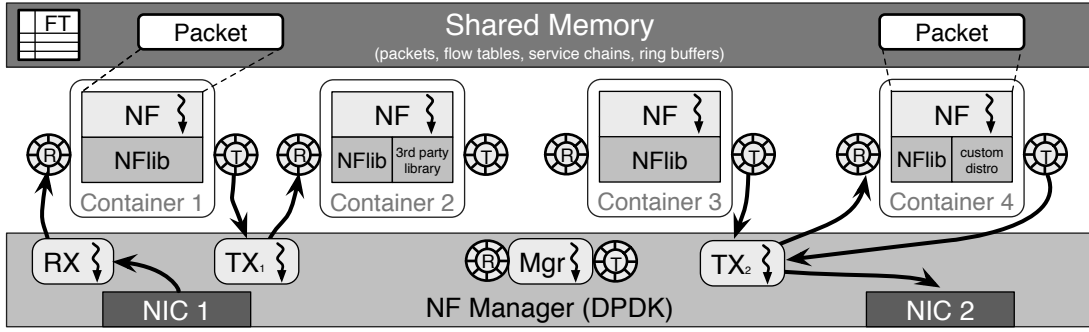 FT
Packet
Shared Memory
(packets, flow tables, service chains, ring buffers)
Packet
NF
NF
NF
NF
R
NFlib
T
R
NFlib
3rd party
library
T
R
NFlib
T
R
NFlib
custom
distro
T
Container 1
Container 2
Container 3
Container 4
RX
TX1
R
Mgr
T
TX2
NIC 1
NF Manager (DPDK)
NIC 2